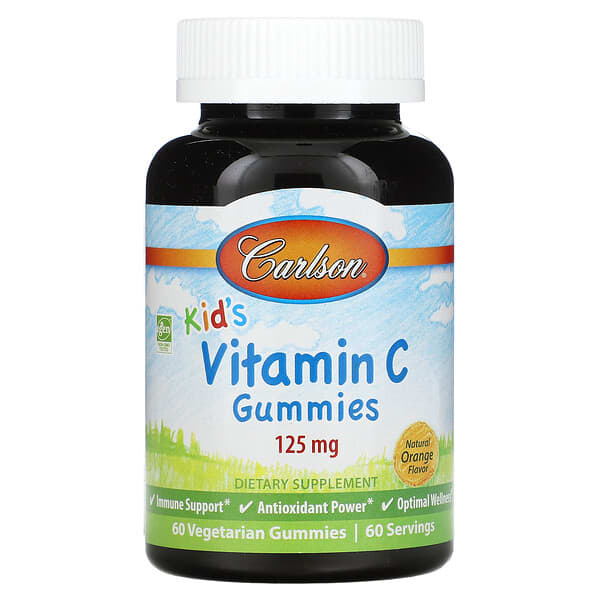 Carlson®
Kid's
gen
Vitamin C
Gummies
125 mg
Natural
Orange
Flavor
DIETARY SUPPLEMENT
✓ Immune Support* ✓ Antioxidant Power* ✓ Optimal Wellness*
60 Vegetarian Gummies | 60 Servings